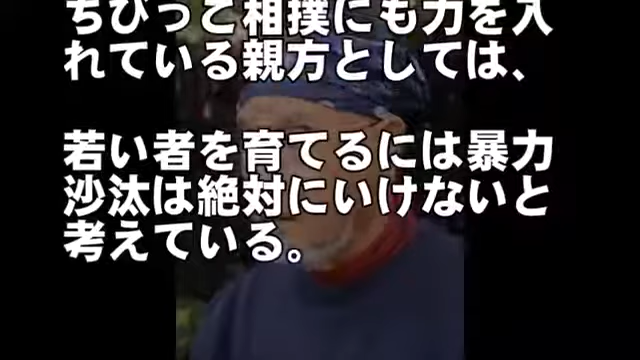 ちびっこ相撲にも力を入
れている親方としては、
若い者を育てるには暴力
沙汰は絶対にいけないと
考えている。